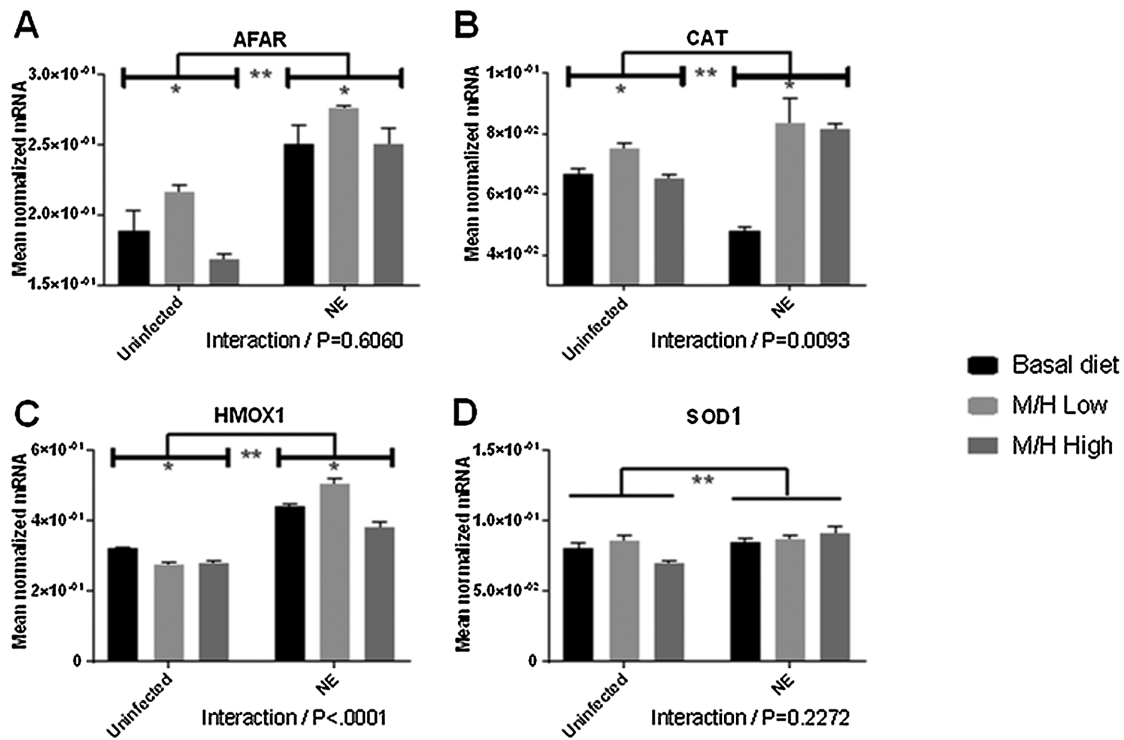 A
AFAR
Mean normalized mRNA
3.0×10⁻⁰¹
2.5×10⁻⁰¹
2.0×10⁻⁰¹
1.5×10⁻⁰¹
*
**
*
Uninfected
NE
Interaction / P=0.6060
B
CAT
Mean normalized mRNA
1×10⁻⁰¹
8×10⁻⁰²
6×10⁻⁰²
4×10⁻⁰²
*
**
*
Uninfected
NE
Interaction / P=0.0093
C
HMOX1
Mean normalized mRNA
6×10⁻⁰¹
4×10⁻⁰¹
2×10⁻⁰¹
0
*
**
*
Uninfected
NE
Interaction / P<.0001
D
SOD1
Mean normalized mRNA
1.5×10⁻⁰¹
1.0×10⁻⁰¹
5.0×10⁻⁰²
0
**
Uninfected
NE
Interaction / P=0.2272
Basal diet
M/H Low
M/H High